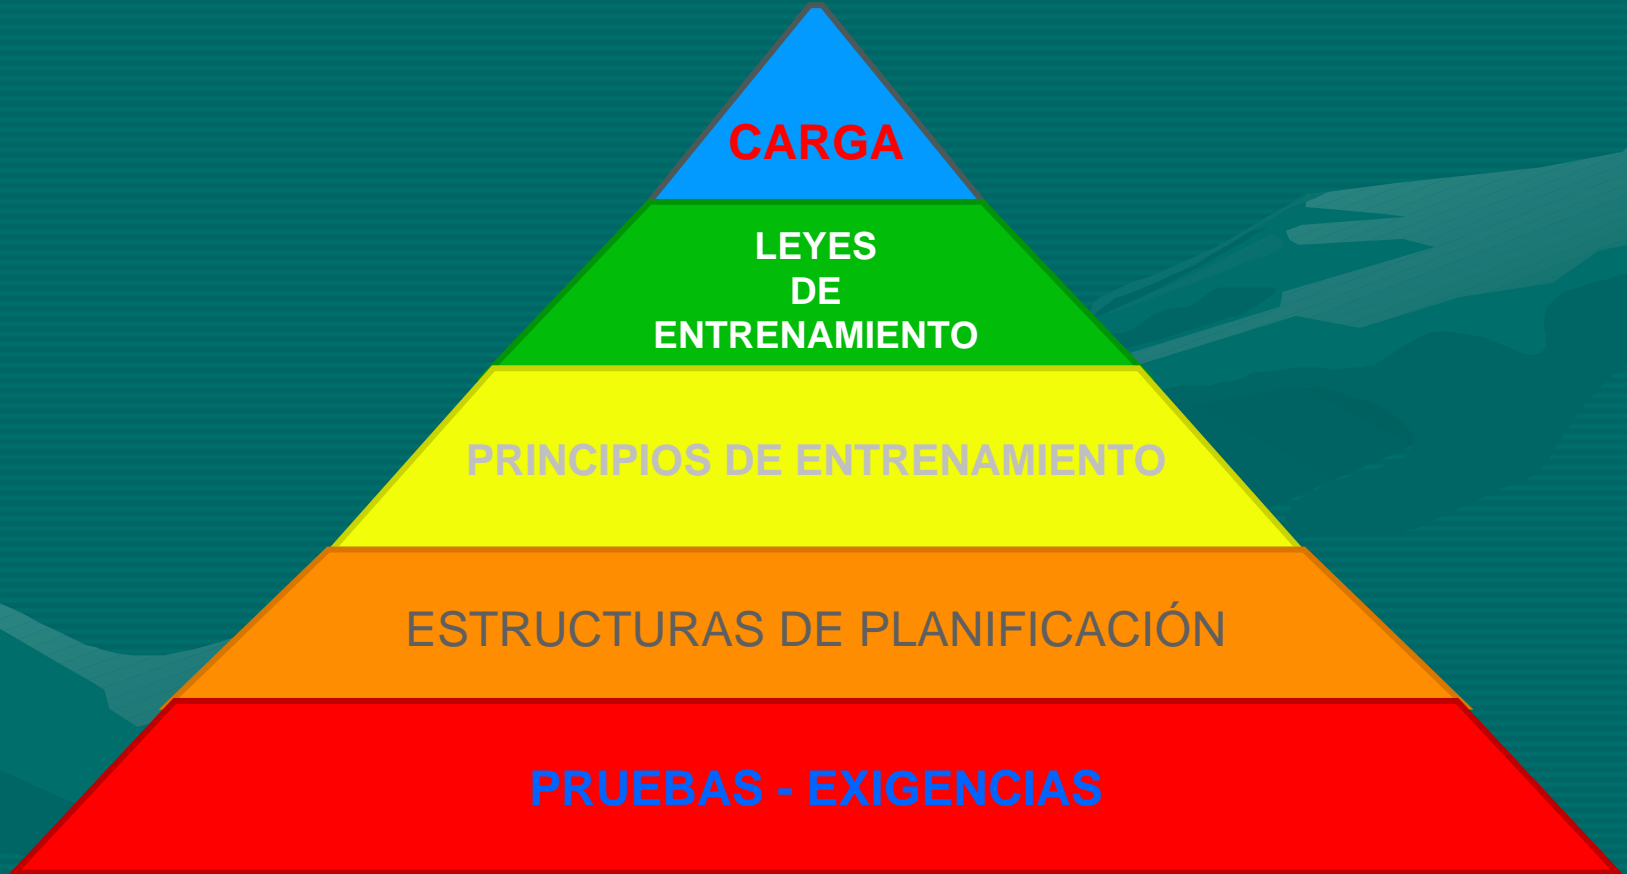 CARGA
LEYES
DE
ENTRENAMIENTO
PRINCIPIOS DE ENTRENAMIENTO
ESTRUCTURAS DE PLANIFICACIÓN
PRUEBAS - EXIGENCIAS